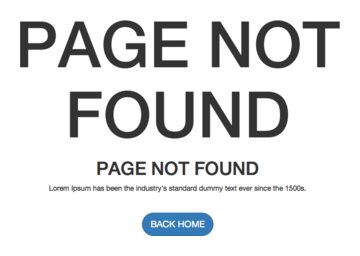 PAGE NOT
FOUND
PAGE NOT FOUND
Lorem Ipsum has been the industry's standard dummy text ever since the 1500s.
BACK HOME